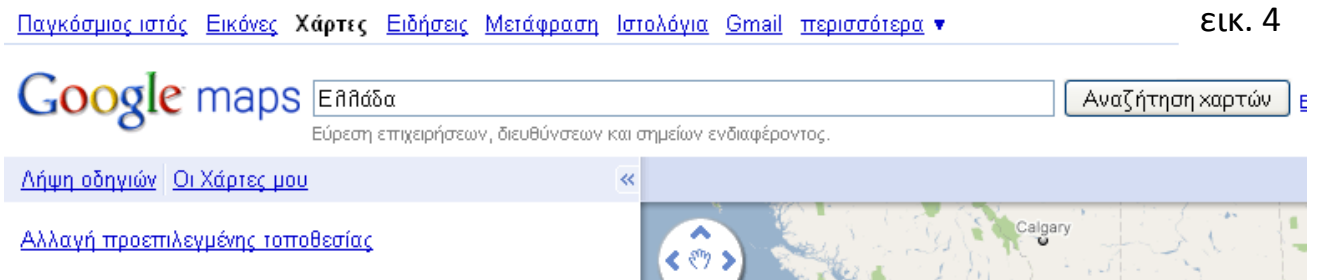 Παγκόσμιος ιστός Εικόνες Χάρτες Ειδήσεις Μετάφραση Ιστολόγια Gmail περισσότερα ▼
εικ. 4
Google maps Ελλάδα Αναζήτηση χαρτών
Εύρεση επιχειρήσεων, διευθύνσεων και σημείων ενδιαφέροντος.
Λήψη οδηγιών Οι Χάρτες μου «
Αλλαγή προεπιλεγμένης τοποθεσίας
Calgary